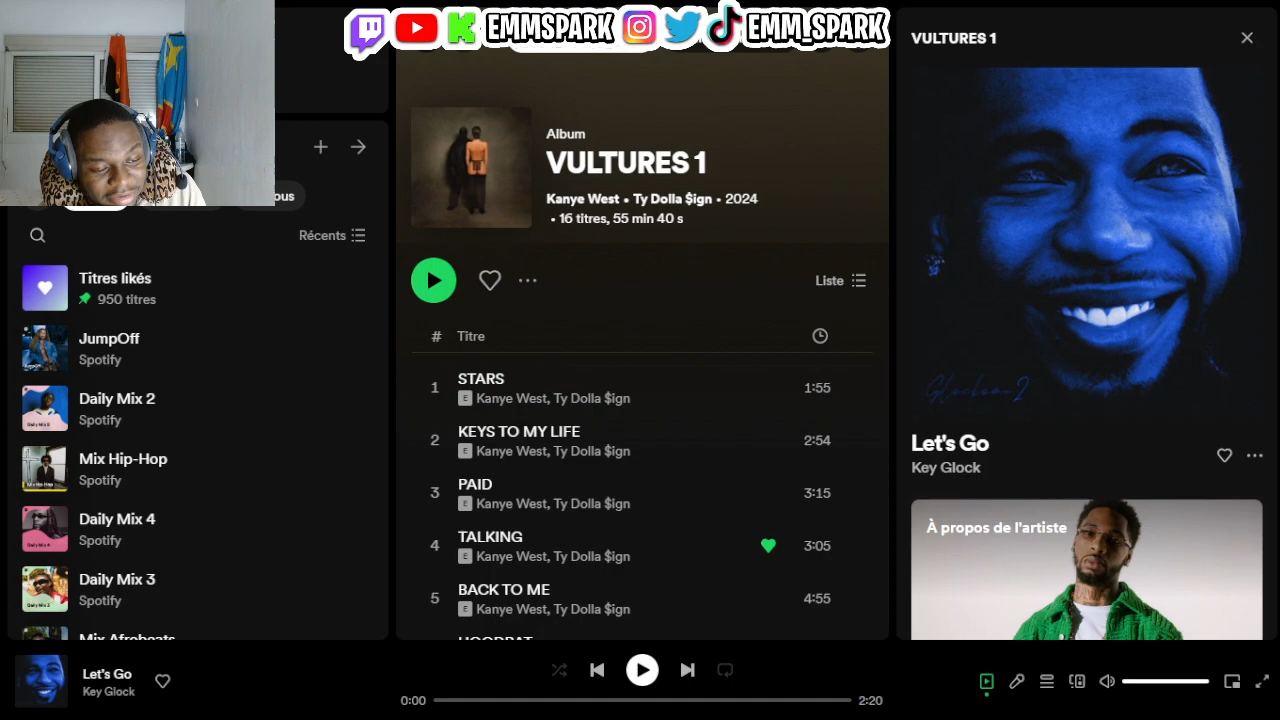 EMMSPARK
EMM_SPARK
ous
Récents
Titres likés
950 titres
JumpOff
Spotify
Daily Mix 2
Spotify
Mix Hip-Hop
Spotify
Daily Mix 4
Spotify
Daily Mix 3
Spotify
Mix Afrobeats
Album
VULTURES 1
Kanye West • Ty Dolla $ign • 2024
• 16 titres, 55 min 40 s
Liste
# Titre
1 STARS 1:55
E Kanye West, Ty Dolla $ign
2 KEYS TO MY LIFE 2:54
E Kanye West, Ty Dolla $ign
3 PAID 3:15
E Kanye West, Ty Dolla $ign
4 TALKING 3:05
E Kanye West, Ty Dolla $ign
5 BACK TO ME 4:55
E Kanye West, Ty Dolla $ign
VULTURES 1
Glockoma 2
Let's Go
Key Glock
À propos de l'artiste
Let's Go
Key Glock
0:00
2:20